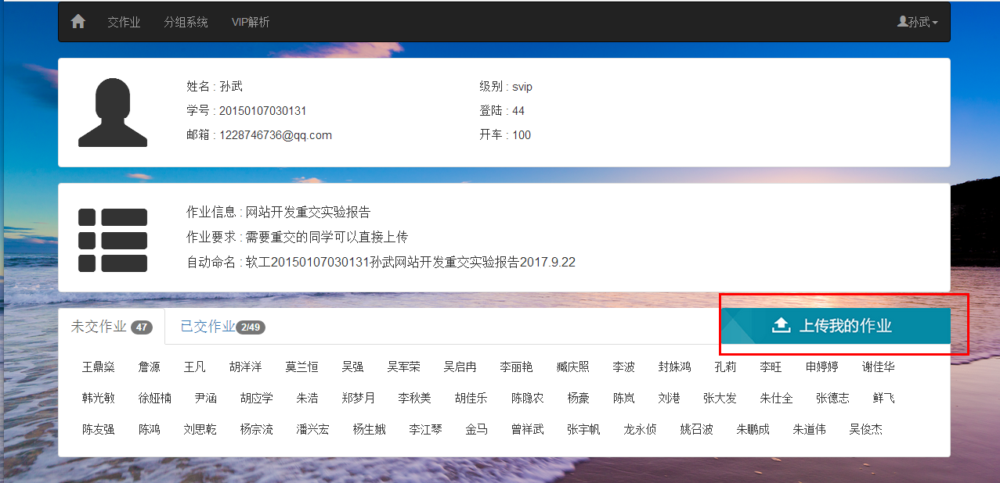 交作业 分组系统 VIP解析 孙武
姓名 : 孙武 级别 : svip
学号 : 20150107030131 登陆 : 44
邮箱 : 1228746736@qq.com 开车 : 100
作业信息 : 网站开发重交实验报告
作业要求 : 需要重交的同学可以直接上传
自动命名 : 软工20150107030131孙武网站开发重交实验报告2017.9.22
未交作业 47 已交作业 2/49 上传我的作业
王鼎燊 詹源 王凡 胡洋洋 莫兰恒 吴强 吴军荣 吴启冉 李丽艳 臧庆照 李波 封姝鸿 孔莉 李旺 申婷婷 谢佳华
韩光敏 徐娅楠 尹涵 胡应学 朱浩 郑梦月 李秋美 胡佳乐 陈隐农 杨豪 陈岚 刘港 张大发 朱仕全 张德志 鲜飞
陈友强 陈鸿 刘思乾 杨宗流 潘兴宏 杨生娥 李江琴 金马 曾祥武 张宇帆 龙永侦 姚召波 朱鹏成 朱道伟 吴俊杰